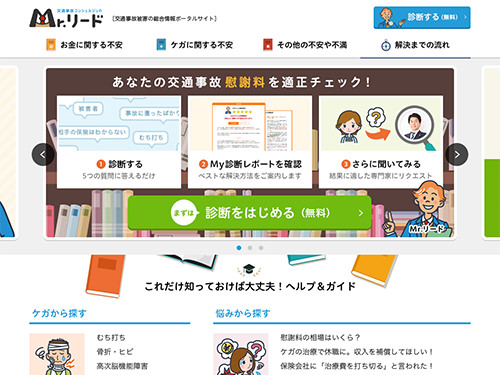 交通事故コンシェルジュの
Mr.リード
［交通事故被害の総合情報ポータルサイト］
診断する（無料）
お金に関する不安
ケガに関する不安
その他の不安や不満
解決までの流れ
あなたの交通事故 慰謝料を適正チェック！
被害者
事故に遭ったばか
相手の保険はわからない
むち打ち
1 診断する
5つの質問に答えるだけ
2 My診断レポートを確認
ベストな解決方法をご案内します
3 さらに聞いてみる
結果に適した専門家にリクエスト
まずは 診断をはじめる（無料）
Mr.リード
これだけ知っておけば大丈夫！ヘルプ＆ガイド
ケガから探す
むち打ち
骨折・ヒビ
高次脳機能障害
悩みから探す
慰謝料の相場はいくら？
ケガの治療で休職に。収入を補償してほしい！
保険会社に「治療費を打ち切る」と言われた！